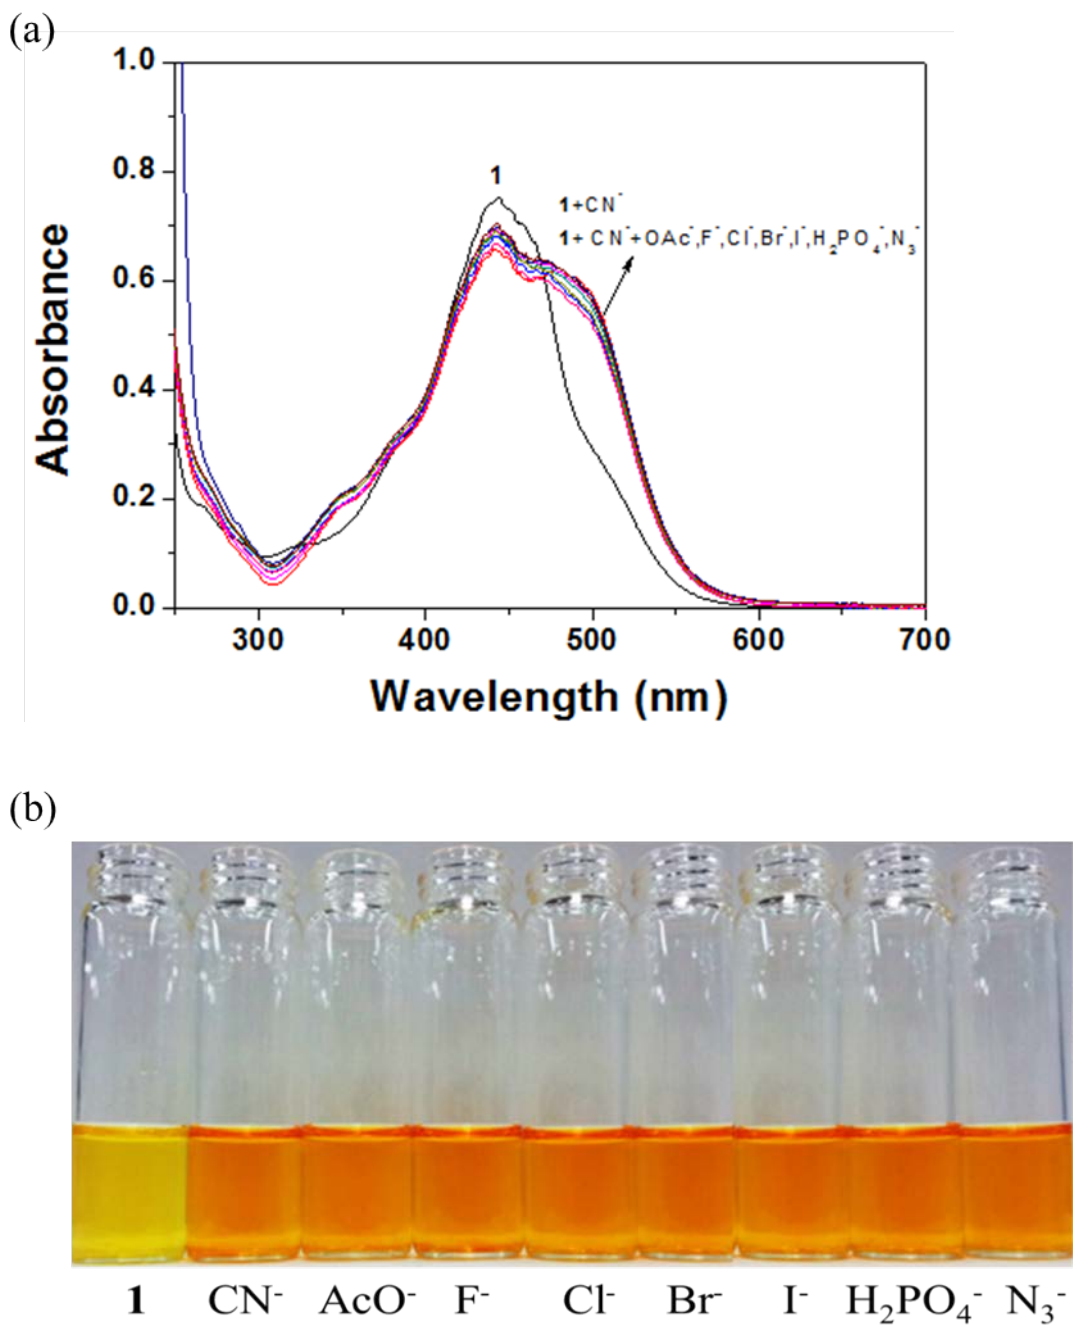 (a)
1.0
0.8
0.6
0.4
0.2
0.0
Absorbance
1
1+CN⁻
1+ CN⁻+OAc⁻,F⁻,Cl⁻,Br⁻,I⁻,H₂PO₄⁻,N₃⁻
300 400 500 600 700
Wavelength (nm)
(b)
1 CN⁻ AcO⁻ F⁻ Cl⁻ Br⁻ I⁻ H₂PO₄⁻ N₃⁻